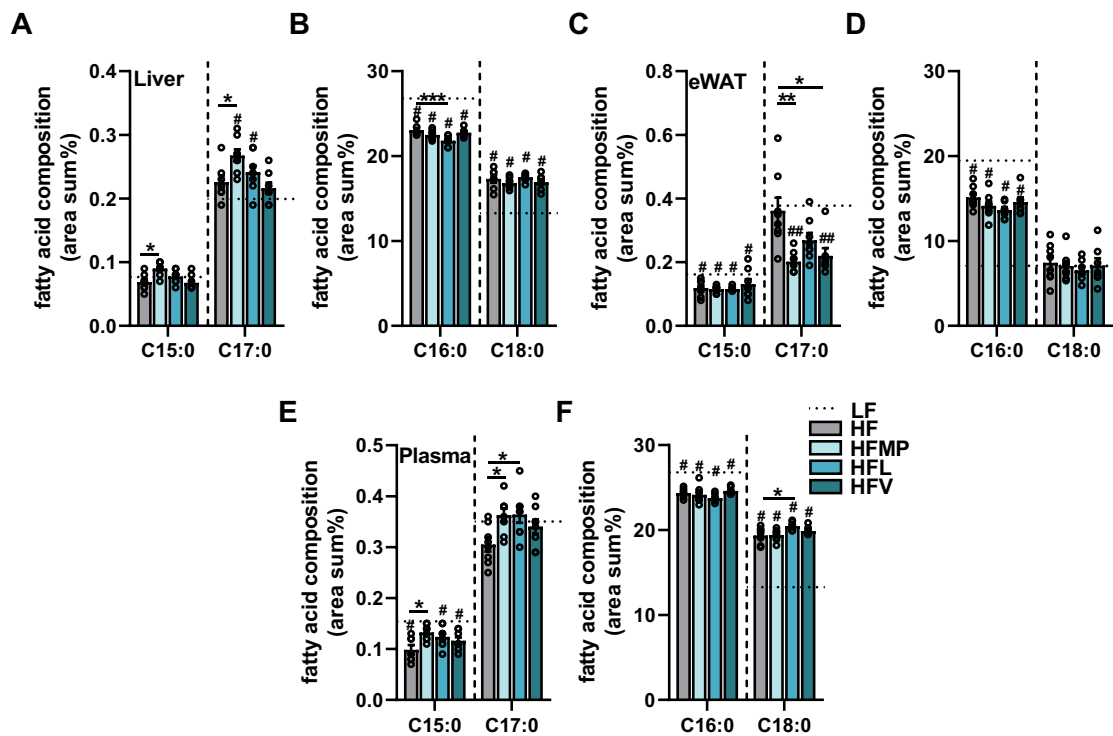 A
fatty acid composition
(area sum%)
0.4
0.3
0.2
0.1
0.0
Liver
*
*
#
#
C15:0
C17:0
B
fatty acid composition
(area sum%)
30
20
10
0
***
#
#
#
#
#
#
#
#
C16:0
C18:0
C
fatty acid composition
(area sum%)
0.8
0.6
0.4
0.2
0.0
eWAT
*
**
#
#
#
#
##
##
C15:0
C17:0
D
fatty acid composition
(area sum%)
30
20
10
0
#
#
#
#
C16:0
C18:0
E
fatty acid composition
(area sum%)
0.5
0.4
0.3
0.2
0.1
0.0
Plasma
#
*
#
#
*
*
C15:0
C17:0
F
fatty acid composition
(area sum%)
30
20
10
0
#
#
#
#
#
#
*
#
#
C16:0
C18:0
LF
HF
HFMP
HFL
HFV